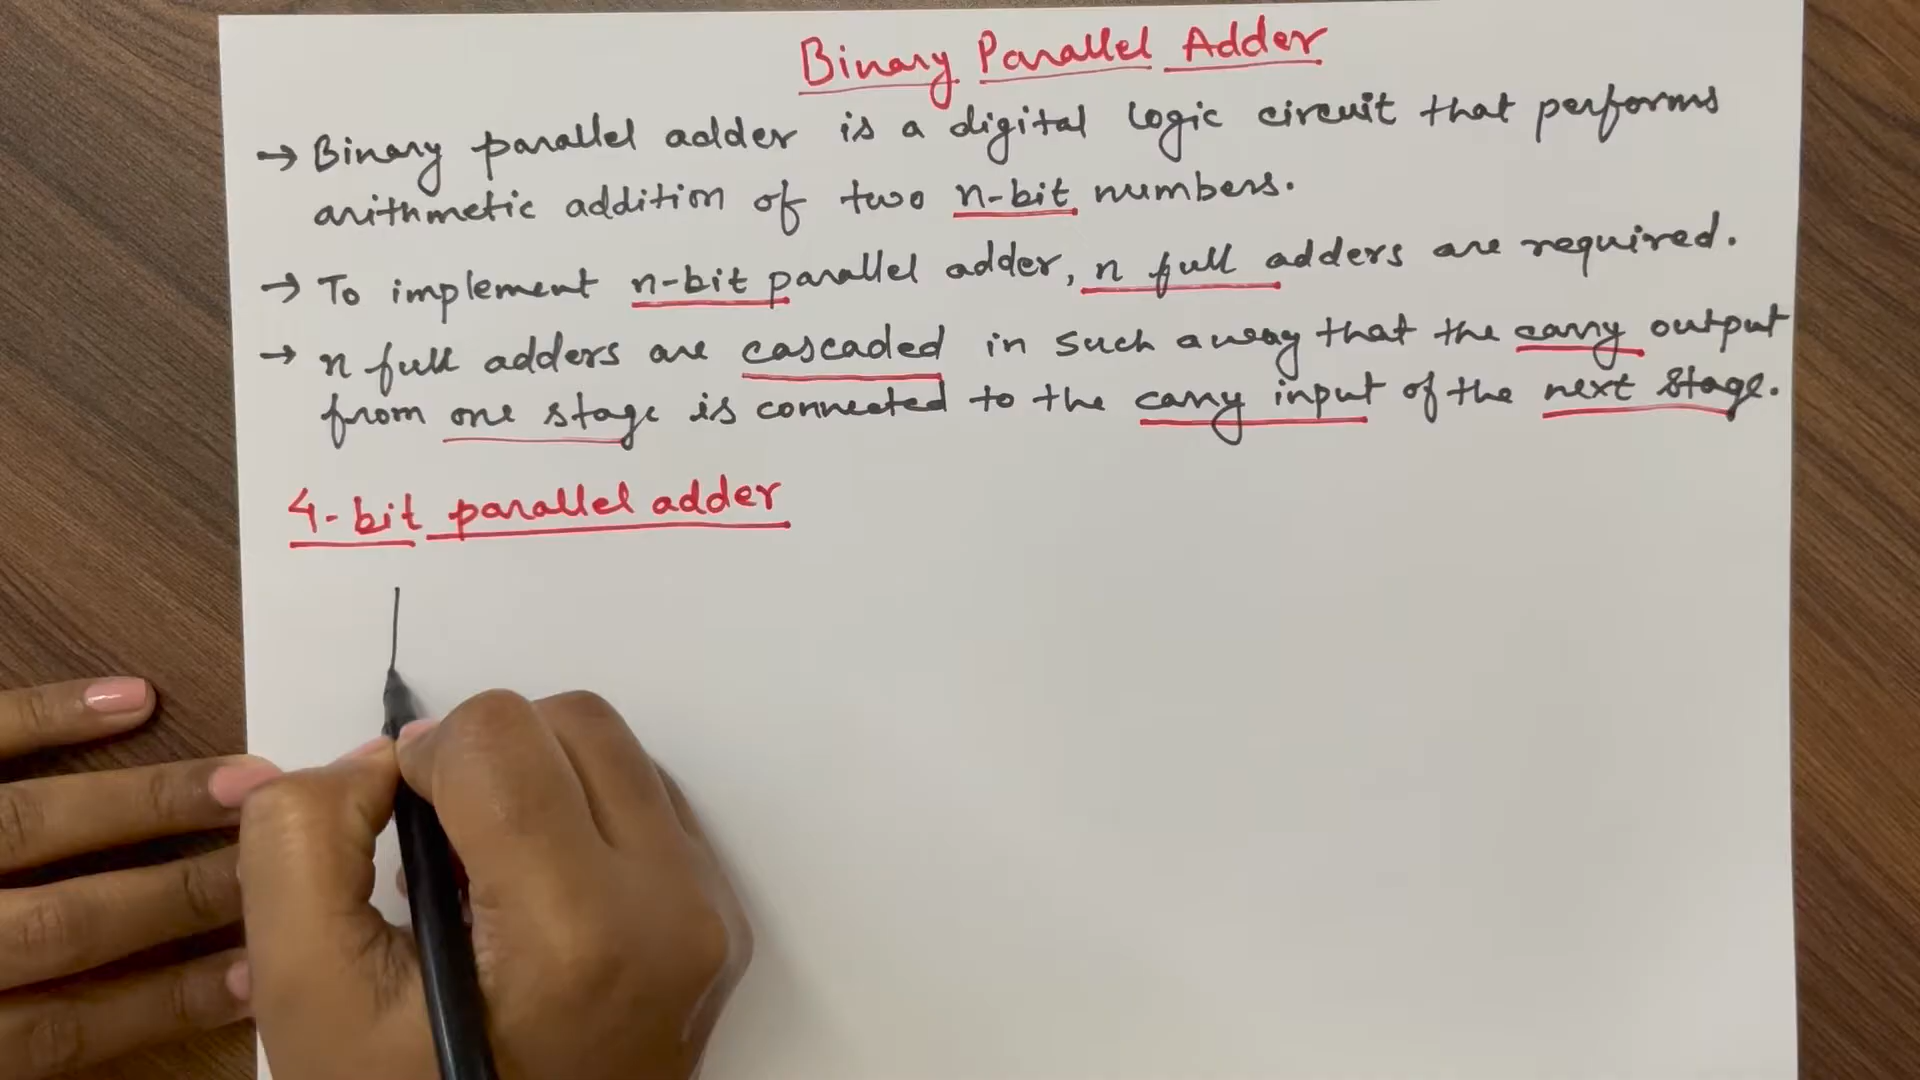 Binary Parallel Adder
→ Binary parallel adder is a digital logic circuit that performs
arithmetic addition of two n-bit numbers.
→ To implement n-bit parallel adder, n full adders are required.
→ n full adders are cascaded in such a way that the carry output
from one stage is connected to the carry input of the next stage.
4-bit parallel adder